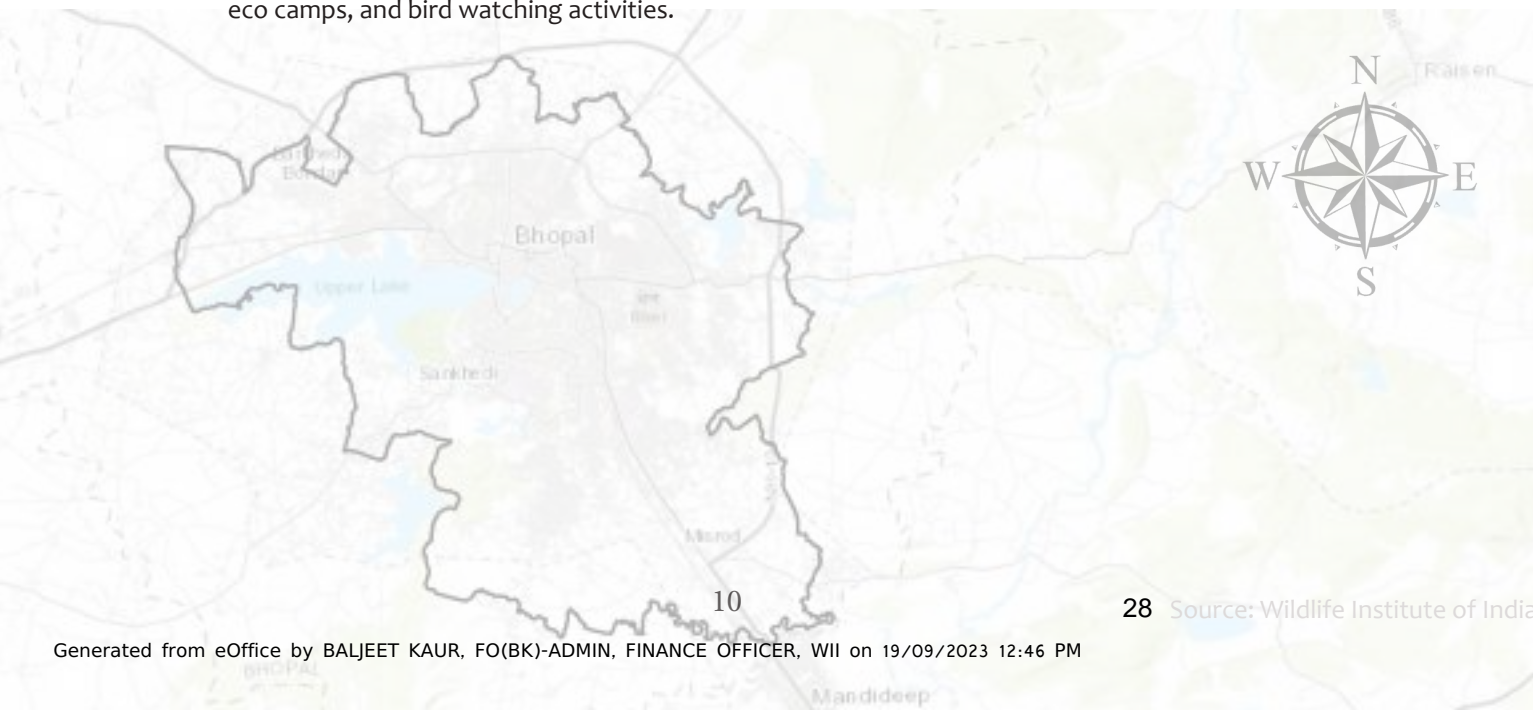 eco camps, and bird watching activities.
N
Raisen
W
E
Bhopal
S
Upper Lake
Sankhedi
Misrod
10
28 Source: Wildlife Institute of India
Generated from eOffice by BALJEET KAUR, FO(BK)-ADMIN, FINANCE OFFICER, WII on 19/09/2023 12:46 PM
BHOPAL
Mandideep